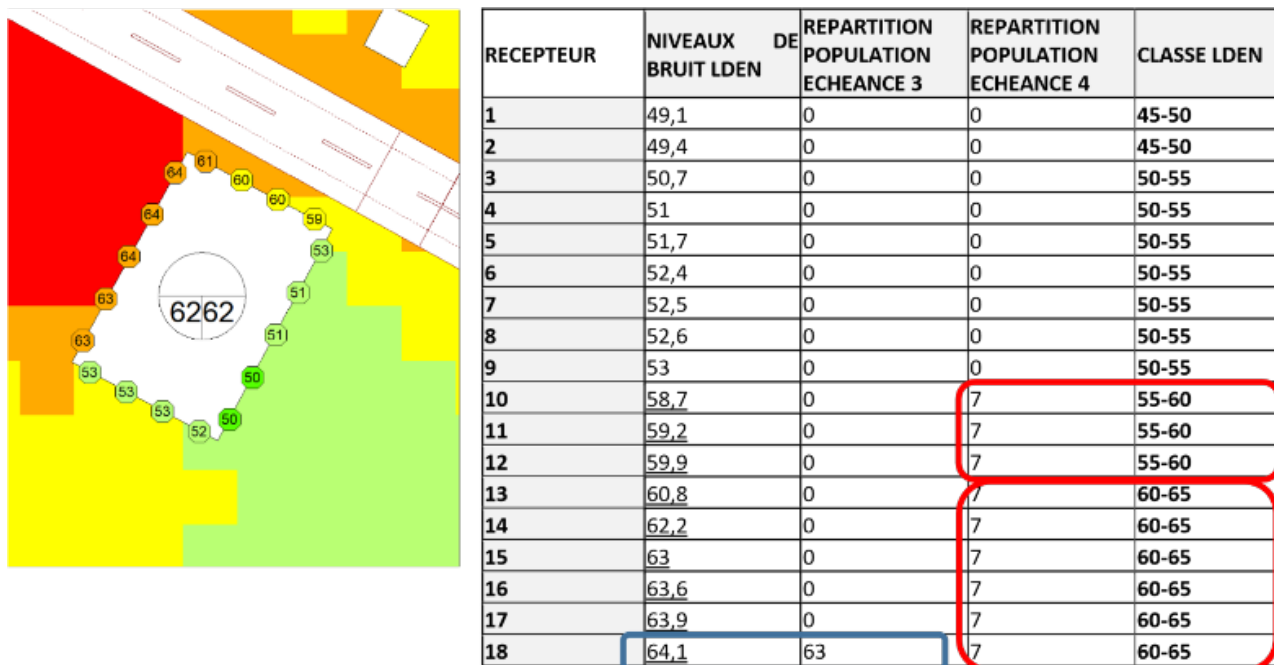 61
64
60
60
64
59
53
64
51
63
6262
51
63
53
50
53
53
50
52
RECEPTEUR NIVEAUX DE BRUIT LDEN REPARTITION POPULATION ECHEANCE 3 REPARTITION POPULATION ECHEANCE 4 CLASSE LDEN
1 49,1 0 0 45-50
2 49,4 0 0 45-50
3 50,7 0 0 50-55
4 51 0 0 50-55
5 51,7 0 0 50-55
6 52,4 0 0 50-55
7 52,5 0 0 50-55
8 52,6 0 0 50-55
9 53 0 0 50-55
10 58,7 0 7 55-60
11 59,2 0 7 55-60
12 59,9 0 7 55-60
13 60,8 0 7 60-65
14 62,2 0 7 60-65
15 63 0 7 60-65
16 63,6 0 7 60-65
17 63,9 0 7 60-65
18 64,1 63 7 60-65